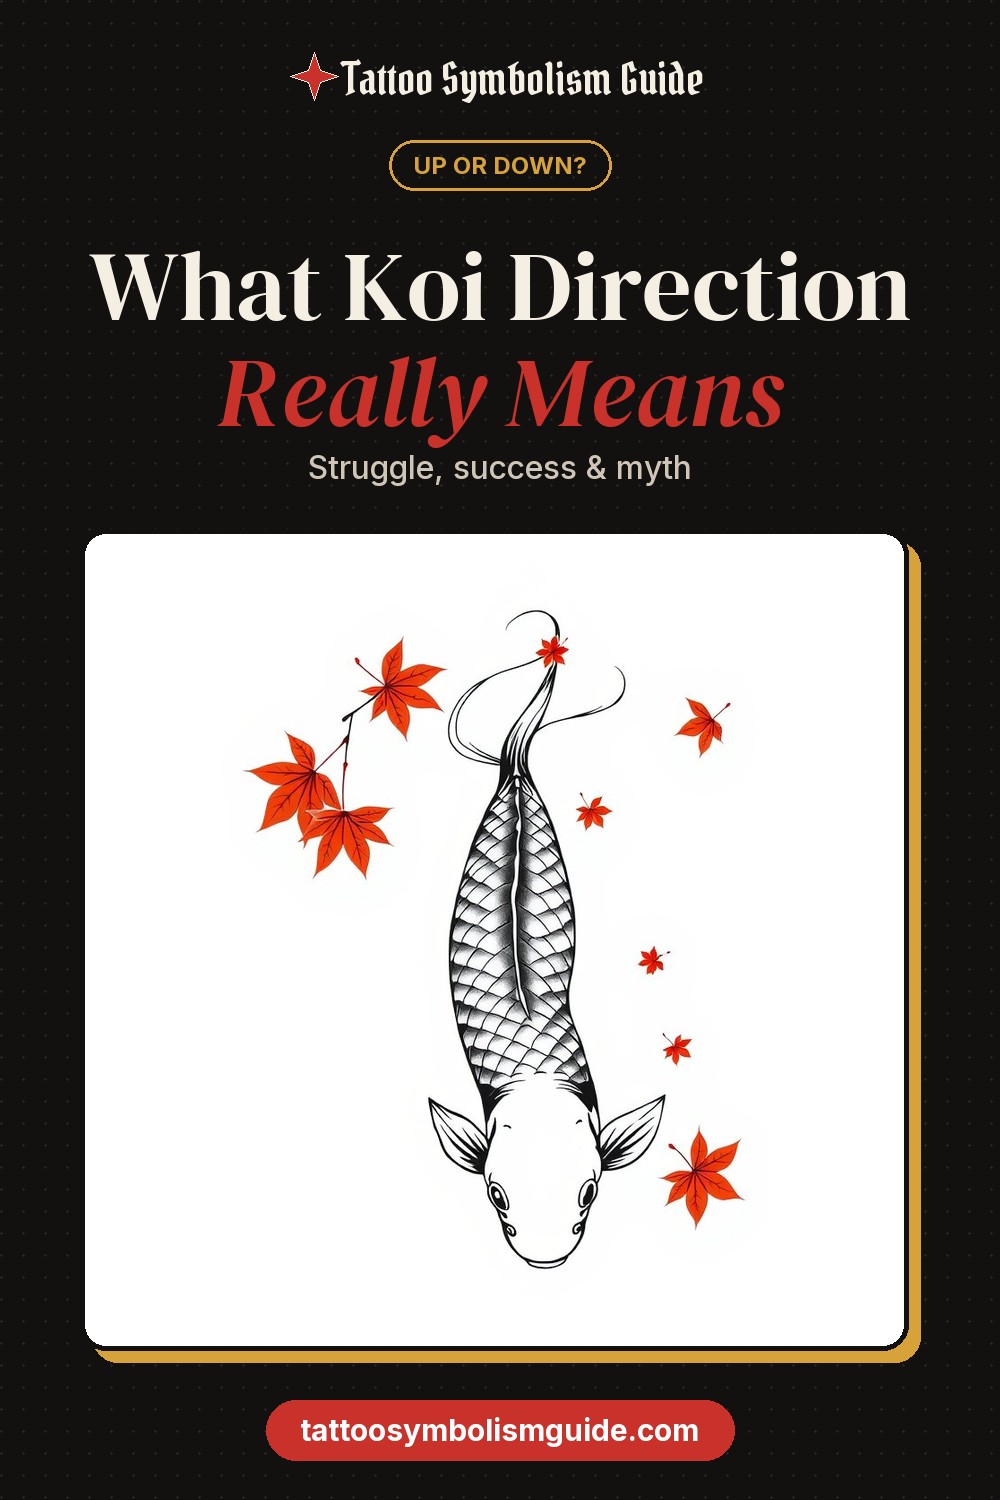 Tattoo Symbolism Guide
UP OR DOWN?
What Koi Direction
Really Means
Struggle, success & myth
tattoosymbolismguide.com